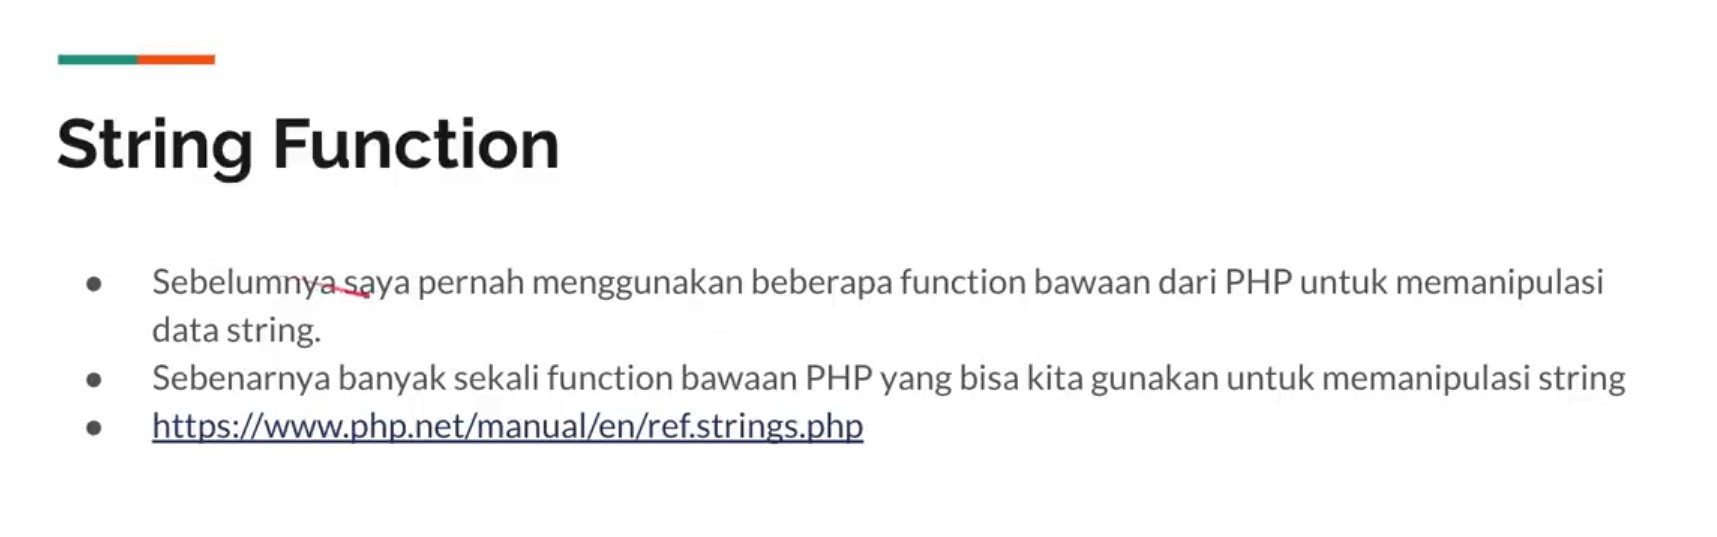 String Function
Sebelumnya saya pernah menggunakan beberapa function bawaan dari PHP untuk memanipulasi
data string.
Sebenarnya banyak sekali function bawaan PHP yang bisa kita gunakan untuk memanipulasi string
https://www.php.net/manual/en/ref.strings.php